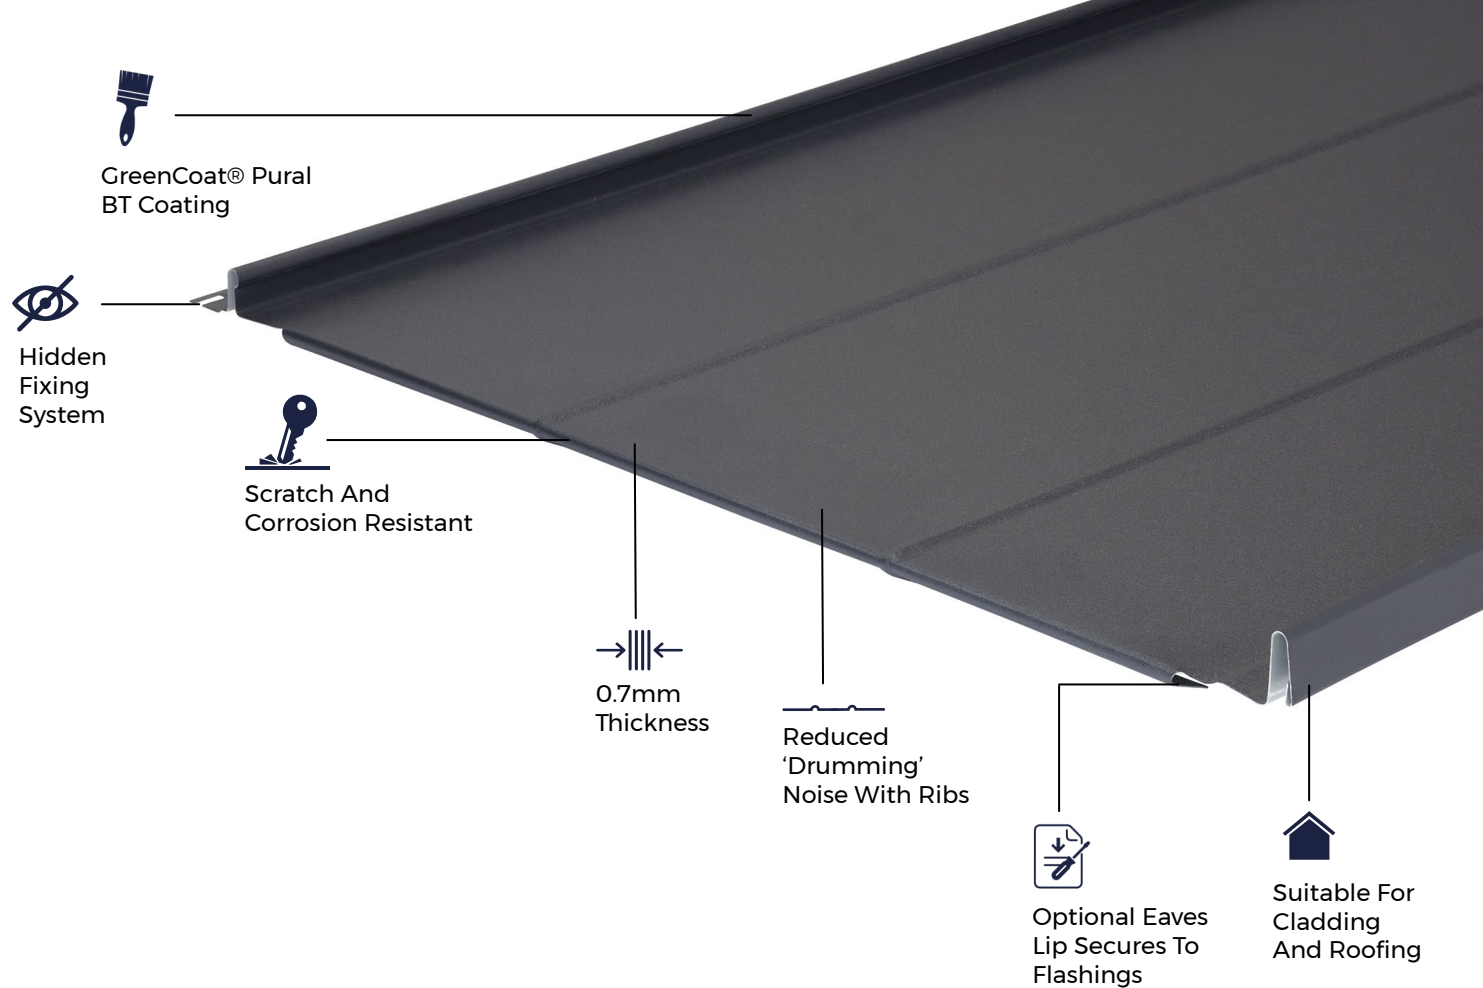 GreenCoat® Pural
BT Coating
Hidden
Fixing
System
Scratch And
Corrosion Resistant
0.7mm
Thickness
Reduced
‘Drumming’
Noise With Ribs
Optional Eaves
Lip Secures To
Flashings
Suitable For
Cladding
And Roofing